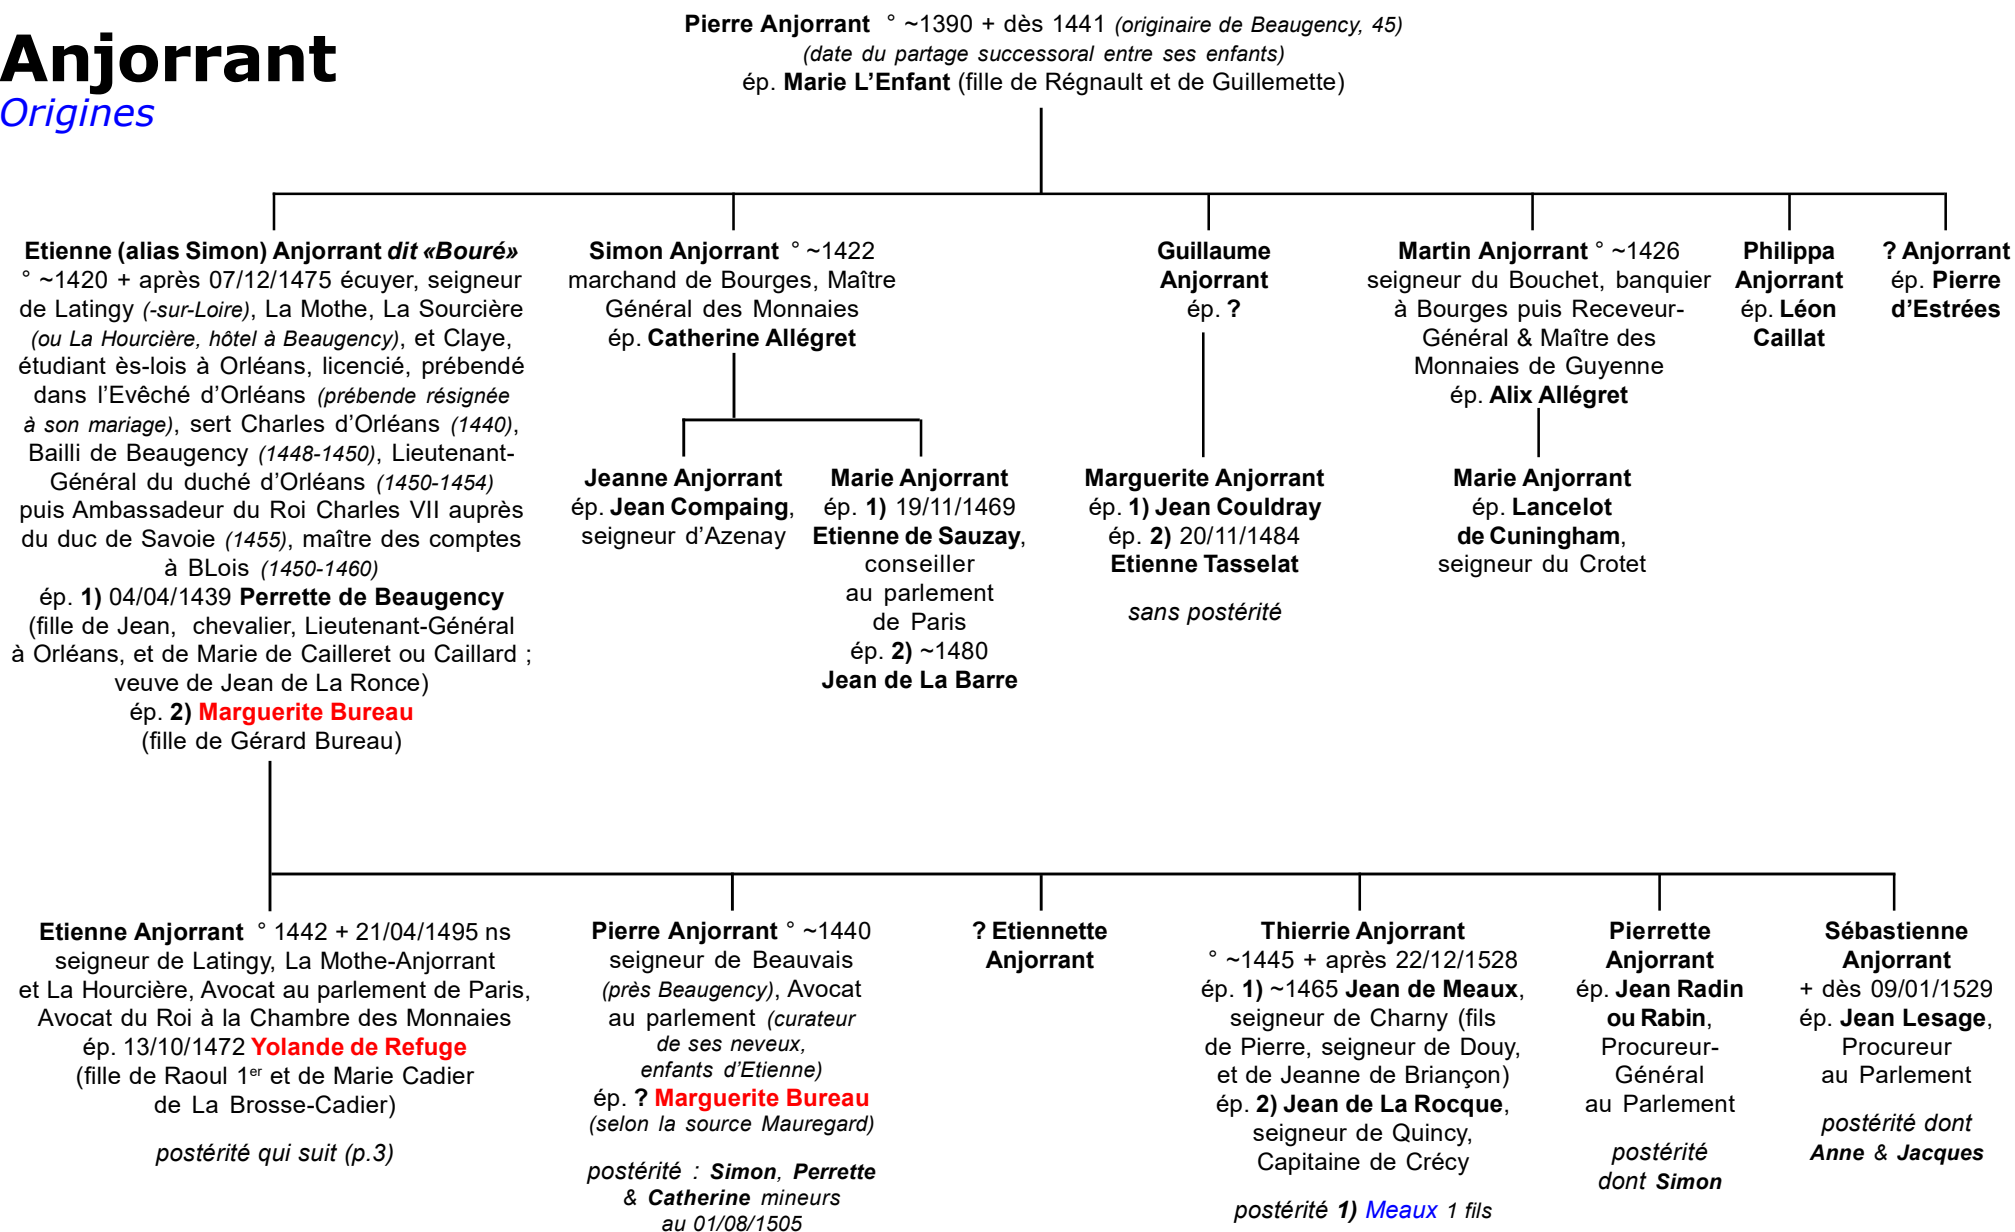 Anjorrant
Origines
Pierre Anjorrant ° ~1390 + dès 1441 (originaire de Beaugency, 45)
(date du partage successoral entre ses enfants)
ép. Marie L’Enfant (fille de Régnault et de Guillemette)
Etienne (alias Simon) Anjorrant dit «Bouré»
° ~1420 + après 07/12/1475 écuyer, seigneur
de Latingy (-sur-Loire), La Mothe, La Sourcière
(ou La Hourcière, hôtel à Beaugency), et Claye,
étudiant ès-lois à Orléans, licencié, prébendé
dans l’Evêché d’Orléans (prébende résignée
à son mariage), sert Charles d’Orléans (1440),
Bailli de Beaugency (1448-1450), Lieutenant-
Général du duché d’Orléans (1450-1454)
puis Ambassadeur du Roi Charles VII auprès
du duc de Savoie (1455), maître des comptes
à BLois (1450-1460)
ép. 1) 04/04/1439 Perrette de Beaugency
(fille de Jean, chevalier, Lieutenant-Général
à Orléans, et de Marie de Cailleret ou Caillard ;
veuve de Jean de La Ronce)
ép. 2) Marguerite Bureau
(fille de Gérard Bureau)
Simon Anjorrant ° ~1422
marchand de Bourges, Maître
Général des Monnaies
ép. Catherine Allégret
Guillaume
Anjorrant
ép. ?
Martin Anjorrant ° ~1426
seigneur du Bouchet, banquier
à Bourges puis Receveur-
Général & Maître des
Monnaies de Guyenne
ép. Alix Allégret
Philippa
Anjorrant
ép. Léon
Caillat
? Anjorrant
ép. Pierre
d’Estrées
Jeanne Anjorrant
ép. Jean Compaing,
seigneur d’Azenay
Marie Anjorrant
ép. 1) 19/11/1469
Etienne de Sauzay,
conseiller
au parlement
de Paris
ép. 2) ~1480
Jean de La Barre
Marguerite Anjorrant
ép. 1) Jean Couldray
ép. 2) 20/11/1484
Etienne Tasselat
sans postérité
Marie Anjorrant
ép. Lancelot
de Cuningham,
seigneur du Crotet
Etienne Anjorrant ° 1442 + 21/04/1495 ns
seigneur de Latingy, La Mothe-Anjorrant
et La Hourcière, Avocat au parlement de Paris,
Avocat du Roi à la Chambre des Monnaies
ép. 13/10/1472 Yolande de Refuge
(fille de Raoul 1er et de Marie Cadier
de La Brosse-Cadier)
postérité qui suit (p.3)
Pierre Anjorrant ° ~1440
seigneur de Beauvais
(près Beaugency), Avocat
au parlement (curateur
de ses neveux,
enfants d’Etienne)
ép. ? Marguerite Bureau
(selon la source Mauregard)
postérité : Simon, Perrette
& Catherine mineurs
au 01/08/1505
? Etiennette
Anjorrant
Thierrie Anjorrant
° ~1445 + après 22/12/1528
ép. 1) ~1465 Jean de Meaux,
seigneur de Charny (fils
de Pierre, seigneur de Douy,
et de Jeanne de Briançon)
ép. 2) Jean de La Rocque,
seigneur de Quincy,
Capitaine de Crécy
postérité 1) Meaux 1 fils
Pierrette
Anjorrant
ép. Jean Radin
ou Rabin,
Procureur-
Général
au Parlement
postérité
dont Simon
Sébastienne
Anjorrant
+ dès 09/01/1529
ép. Jean Lesage,
Procureur
au Parlement
postérité dont
Anne & Jacques